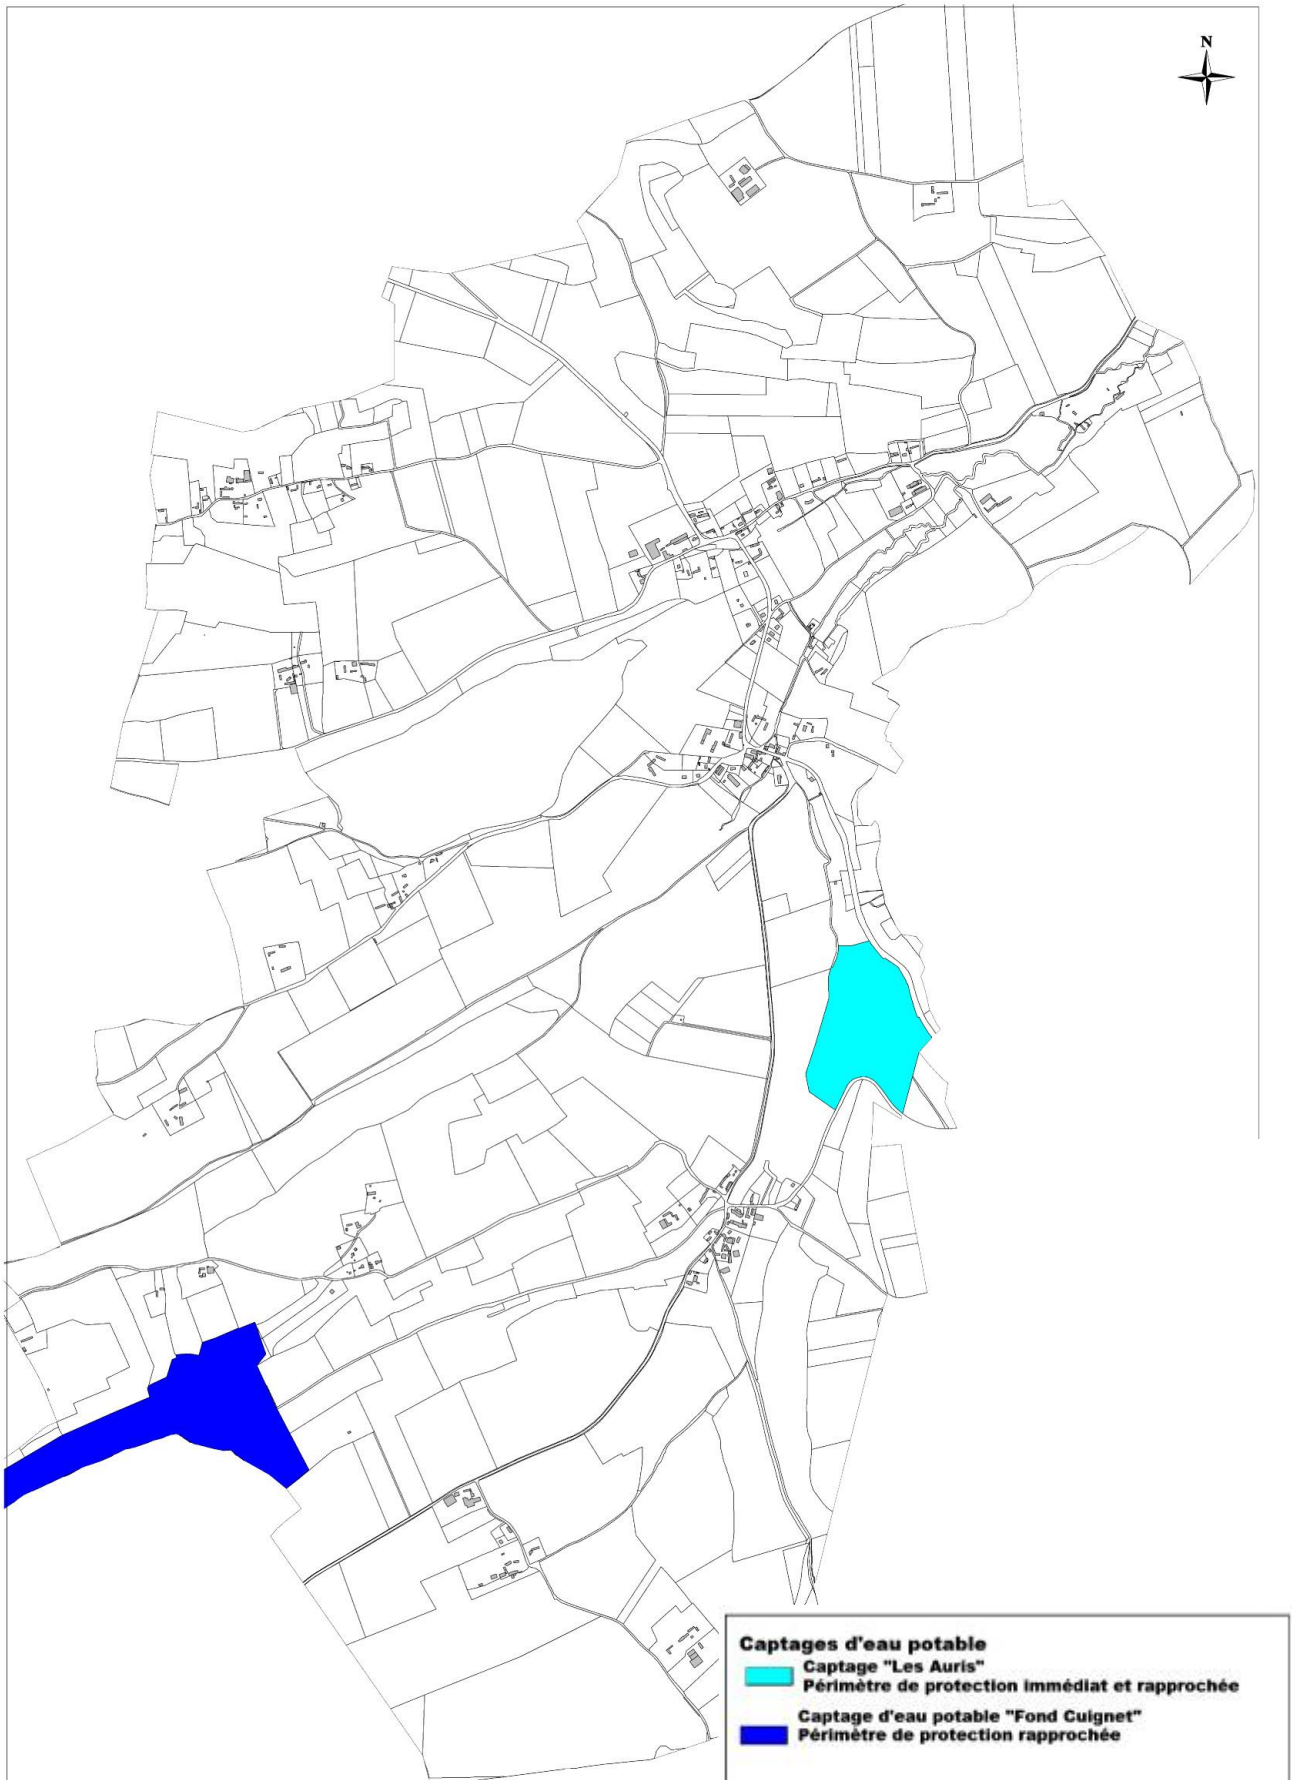 N
Captages d'eau potable
Captage "Les Auris"
Périmètre de protection immédiat et rapprochée
Captage d'eau potable "Fond Cuignet"
Périmètre de protection rapprochée